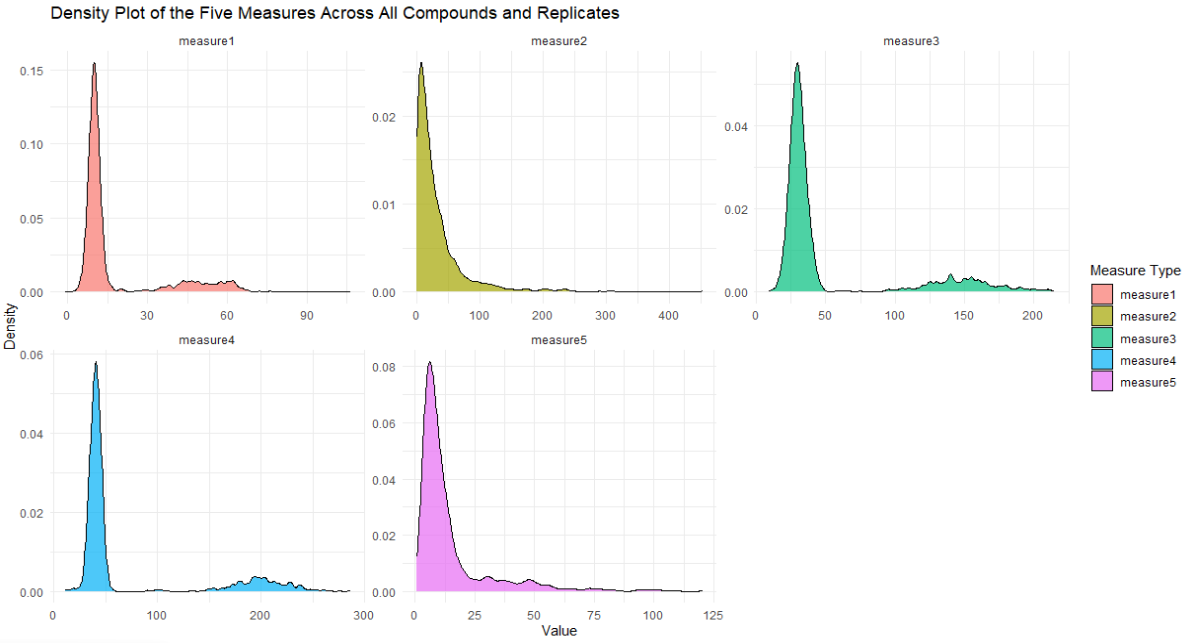 Density Plot of the Five Measures Across All Compounds and Replicates
measure1
measure2
measure3
0.15
0.10
0.05
0.00
0.02
0.01
0.00
0.04
0.02
0.00
0 30 60 90
0 100 200 300 400
0 50 100 150 200
Density
measure4
measure5
0.06
0.04
0.02
0.00
0.08
0.06
0.04
0.02
0.00
0 100 200 300
0 25 50 75 100 125
Value
Measure Type
measure1
measure2
measure3
measure4
measure5